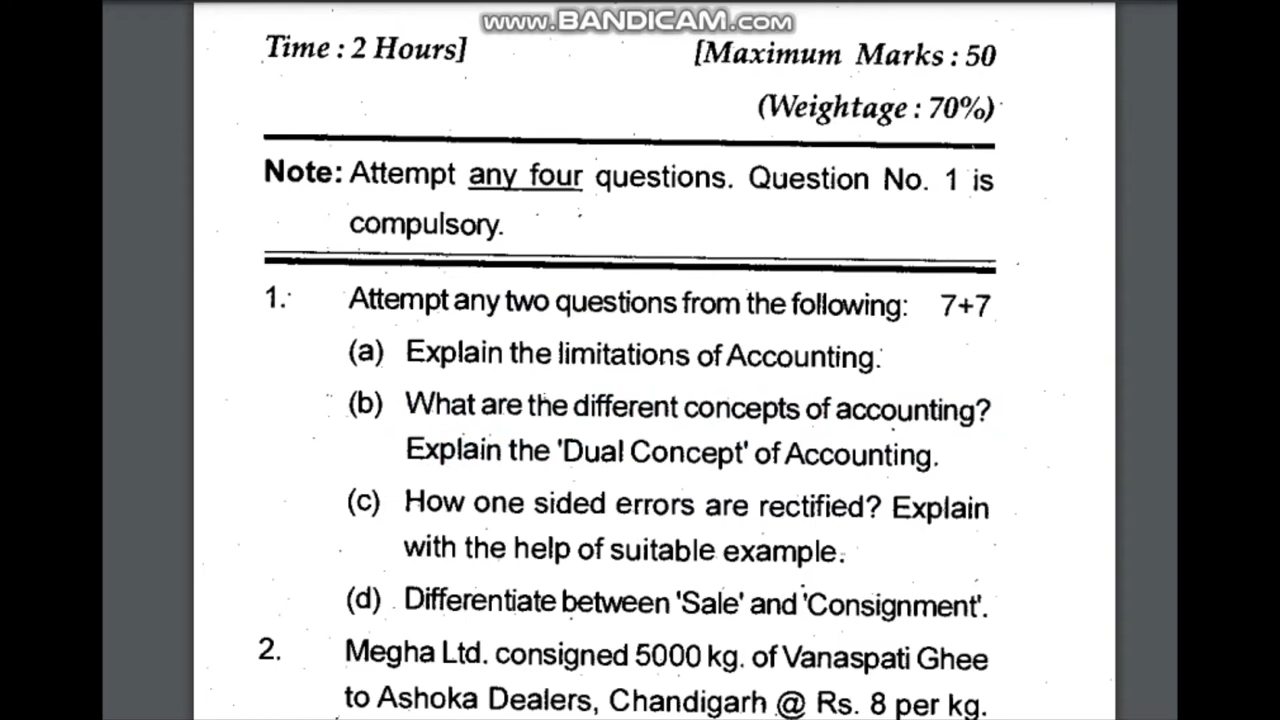 www.BANDICAM.com
Time : 2 Hours]
[Maximum Marks : 50
(Weightage : 70%)
Note: Attempt any four questions. Question No. 1 is
compulsory.
1. Attempt any two questions from the following: 7+7
(a) Explain the limitations of Accounting.
(b) What are the different concepts of accounting?
Explain the 'Dual Concept' of Accounting.
(c) How one sided errors are rectified? Explain
with the help of suitable example.
(d) Differentiate between 'Sale' and 'Consignment'.
2. Megha Ltd. consigned 5000 kg. of Vanaspati Ghee
to Ashoka Dealers, Chandigarh @ Rs. 8 per kg.